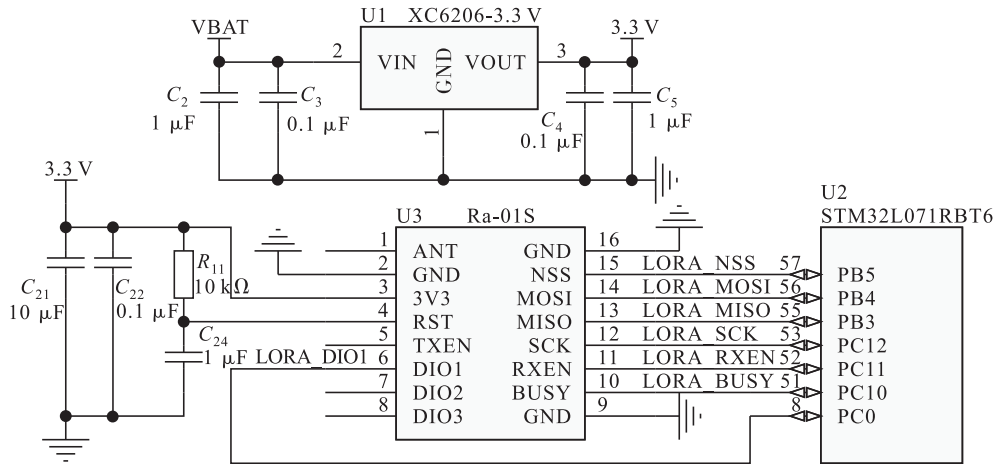 U1 XC6206-3.3 V
VBAT
2
VIN
GND
VOUT
3
3.3 V
1
C2
1 μF
C3
0.1 μF
C4
0.1 μF
C5
1 μF
3.3 V
C21
10 μF
C22
0.1 μF
R11
10 kΩ
C24
1 μF
LORA_DIO1
U3 Ra-01S
1 ANT
2 GND
3 3V3
4 RST
5 TXEN
6 DIO1
7 DIO2
8 DIO3
GND 16
NSS 15 LORA_NSS 57 PB5
MOSI 14 LORA_MOSI 56 PB4
MISO 13 LORA_MISO 55 PB3
SCK 12 LORA_SCK 53 PC12
RXEN 11 LORA_RXEN 52 PC11
BUSY 10 LORA_BUSY 51 PC10
GND 9
8 PC0
U2
STM32L071RBT6